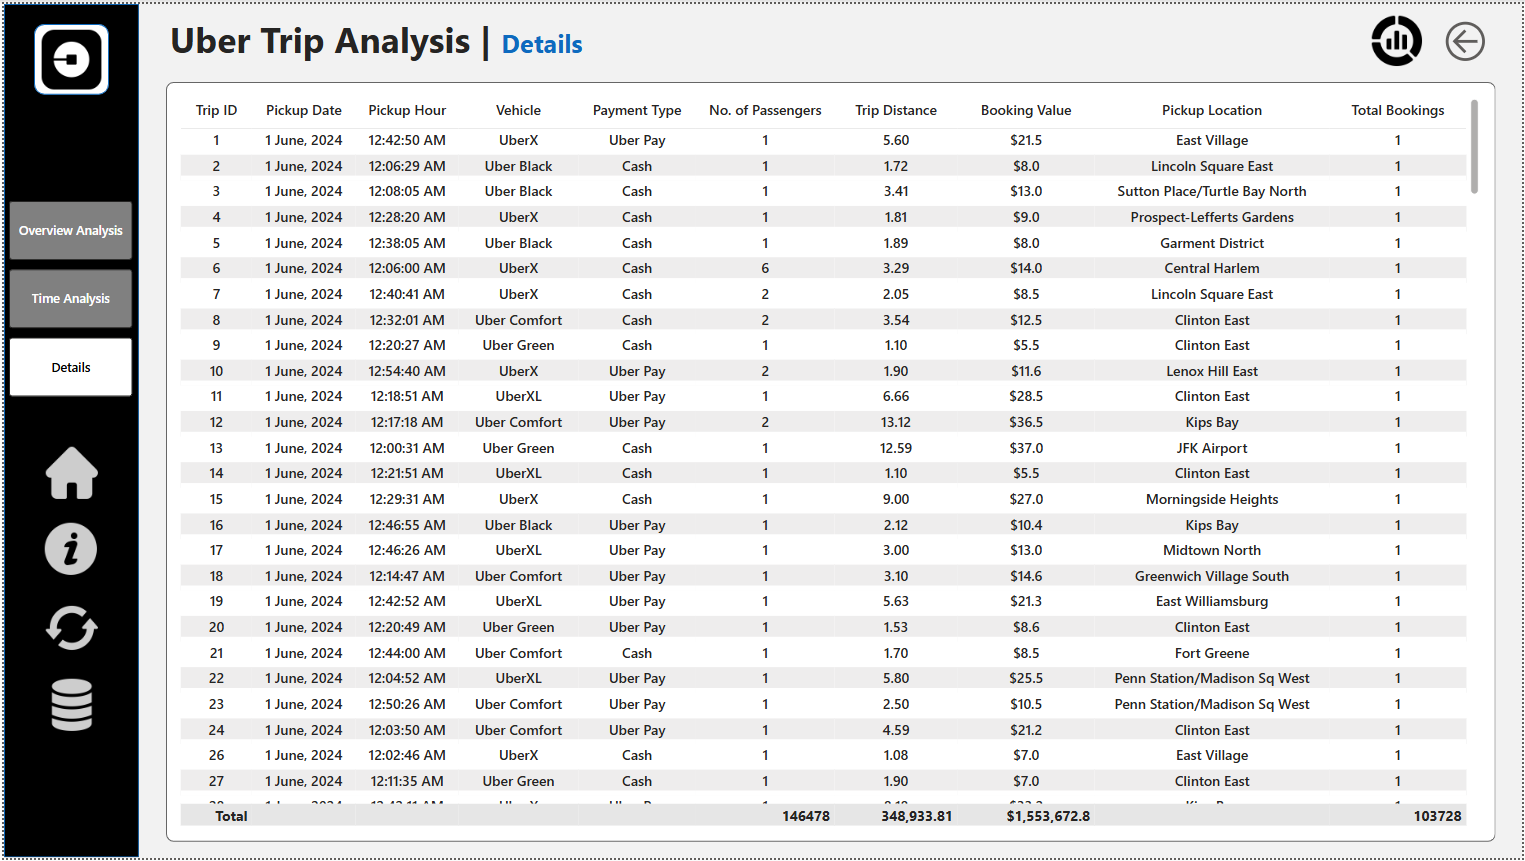 Uber Trip Analysis | Details
Overview Analysis
Time Analysis
Details
Trip ID Pickup Date Pickup Hour Vehicle Payment Type No. of Passengers Trip Distance Booking Value Pickup Location Total Bookings
1 1 June, 2024 12:42:50 AM UberX Uber Pay 1 5.60 $21.5 East Village 1
2 1 June, 2024 12:06:29 AM Uber Black Cash 1 1.72 $8.0 Lincoln Square East 1
3 1 June, 2024 12:08:05 AM Uber Black Cash 1 3.41 $13.0 Sutton Place/Turtle Bay North 1
4 1 June, 2024 12:28:20 AM UberX Cash 1 1.81 $9.0 Prospect-Lefferts Gardens 1
5 1 June, 2024 12:38:05 AM Uber Black Cash 1 1.89 $8.0 Garment District 1
6 1 June, 2024 12:06:00 AM UberX Cash 6 3.29 $14.0 Central Harlem 1
7 1 June, 2024 12:40:41 AM UberX Cash 2 2.05 $8.5 Lincoln Square East 1
8 1 June, 2024 12:32:01 AM Uber Comfort Cash 2 3.54 $12.5 Clinton East 1
9 1 June, 2024 12:20:27 AM Uber Green Cash 1 1.10 $5.5 Clinton East 1
10 1 June, 2024 12:54:40 AM UberX Uber Pay 2 1.90 $11.6 Lenox Hill East 1
11 1 June, 2024 12:18:51 AM UberXL Uber Pay 1 6.66 $28.5 Clinton East 1
12 1 June, 2024 12:17:18 AM Uber Comfort Uber Pay 2 13.12 $36.5 Kips Bay 1
13 1 June, 2024 12:00:31 AM Uber Green Cash 1 12.59 $37.0 JFK Airport 1
14 1 June, 2024 12:21:51 AM UberXL Cash 1 1.10 $5.5 Clinton East 1
15 1 June, 2024 12:29:31 AM UberX Cash 1 9.00 $27.0 Morningside Heights 1
16 1 June, 2024 12:46:55 AM Uber Black Uber Pay 1 2.12 $10.4 Kips Bay 1
17 1 June, 2024 12:46:26 AM UberXL Uber Pay 1 3.00 $13.0 Midtown North 1
18 1 June, 2024 12:14:47 AM Uber Comfort Uber Pay 1 3.10 $14.6 Greenwich Village South 1
19 1 June, 2024 12:42:52 AM UberXL Uber Pay 1 5.63 $21.3 East Williamsburg 1
20 1 June, 2024 12:20:49 AM Uber Green Uber Pay 1 1.53 $8.6 Clinton East 1
21 1 June, 2024 12:44:00 AM Uber Comfort Cash 1 1.70 $8.5 Fort Greene 1
22 1 June, 2024 12:04:52 AM UberXL Uber Pay 1 5.80 $25.5 Penn Station/Madison Sq West 1
23 1 June, 2024 12:50:26 AM Uber Comfort Uber Pay 1 2.50 $10.5 Penn Station/Madison Sq West 1
24 1 June, 2024 12:03:50 AM Uber Comfort Uber Pay 1 4.59 $21.2 Clinton East 1
26 1 June, 2024 12:02:46 AM UberX Cash 1 1.08 $7.0 East Village 1
27 1 June, 2024 12:11:35 AM Uber Green Cash 1 1.90 $7.0 Clinton East 1
Total 146478 348,933.81 $1,553,672.8 103728